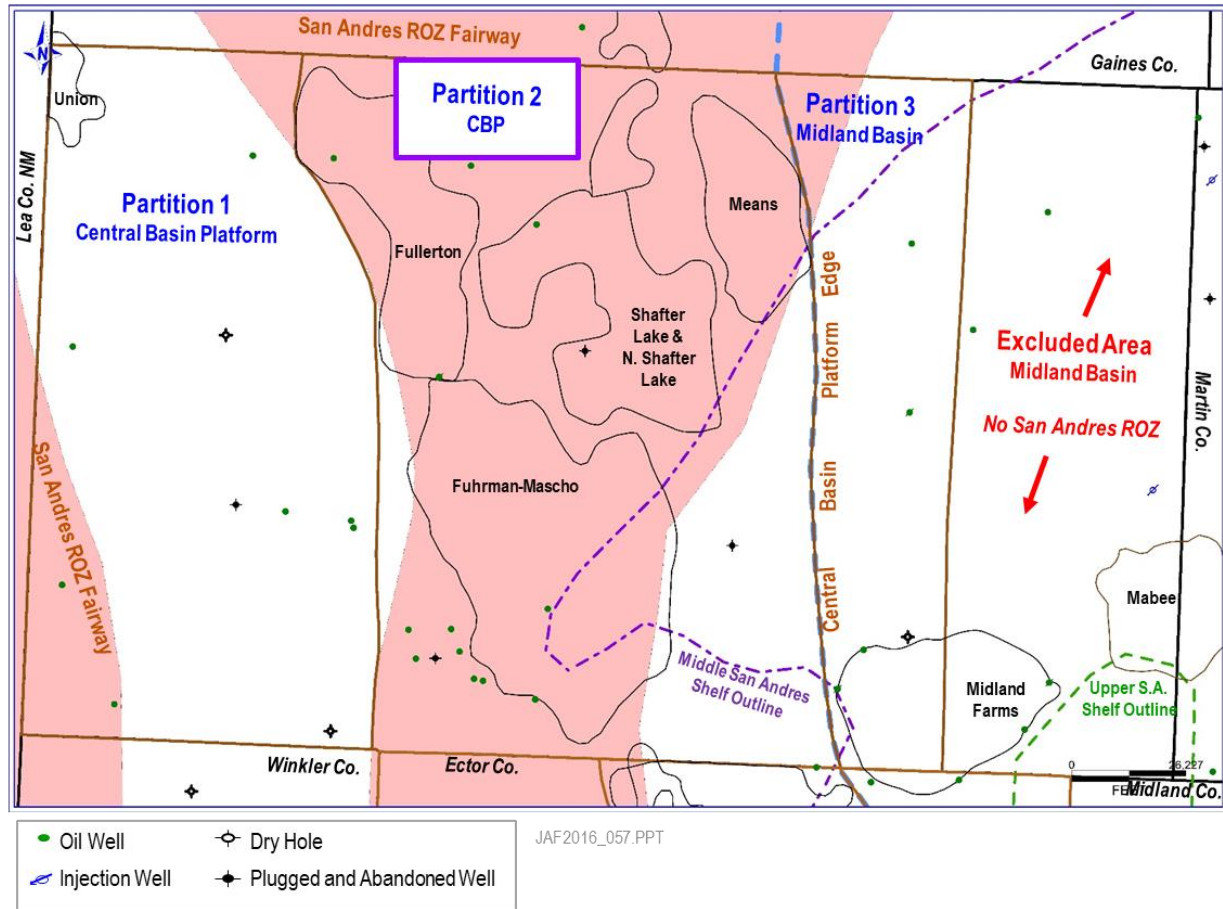 San Andres ROZ Fairway
N
Gaines Co.
Union
Partition 2
CBP
Partition 3
Midland Basin
Lea Co. NM
Partition 1
Central Basin Platform
Means
Fullerton
Edge
Platform
Basin
Central
Shafter
Lake &
N. Shafter
Lake
Excluded Area
Midland Basin
No San Andres ROZ
Martin Co.
San Andres ROZ Fairway
Fuhrman-Mascho
Mabee
Middle San Andres
Shelf Outline
Midland
Farms
Upper S.A.
Shelf Outline
Winkler Co.
Ector Co.
0 26,227
FE
Midland Co.
Oil Well
Dry Hole
Injection Well
Plugged and Abandoned Well
JAF2016_057.PPT